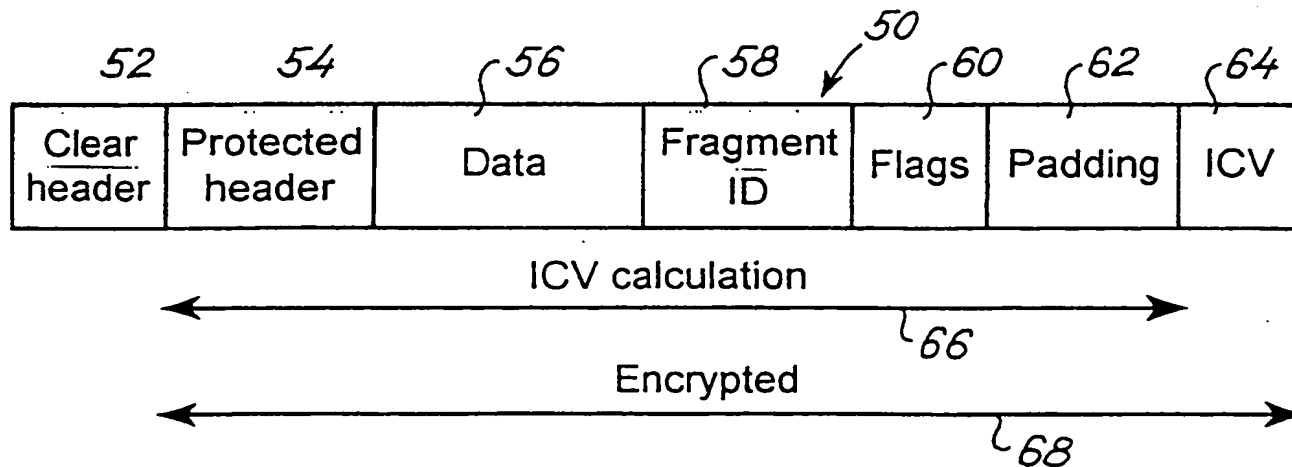 50
52 54 56 58 60 62 64
Clear header Protected header Data Fragment ID Flags Padding ICV
ICV calculation
66
Encrypted
68